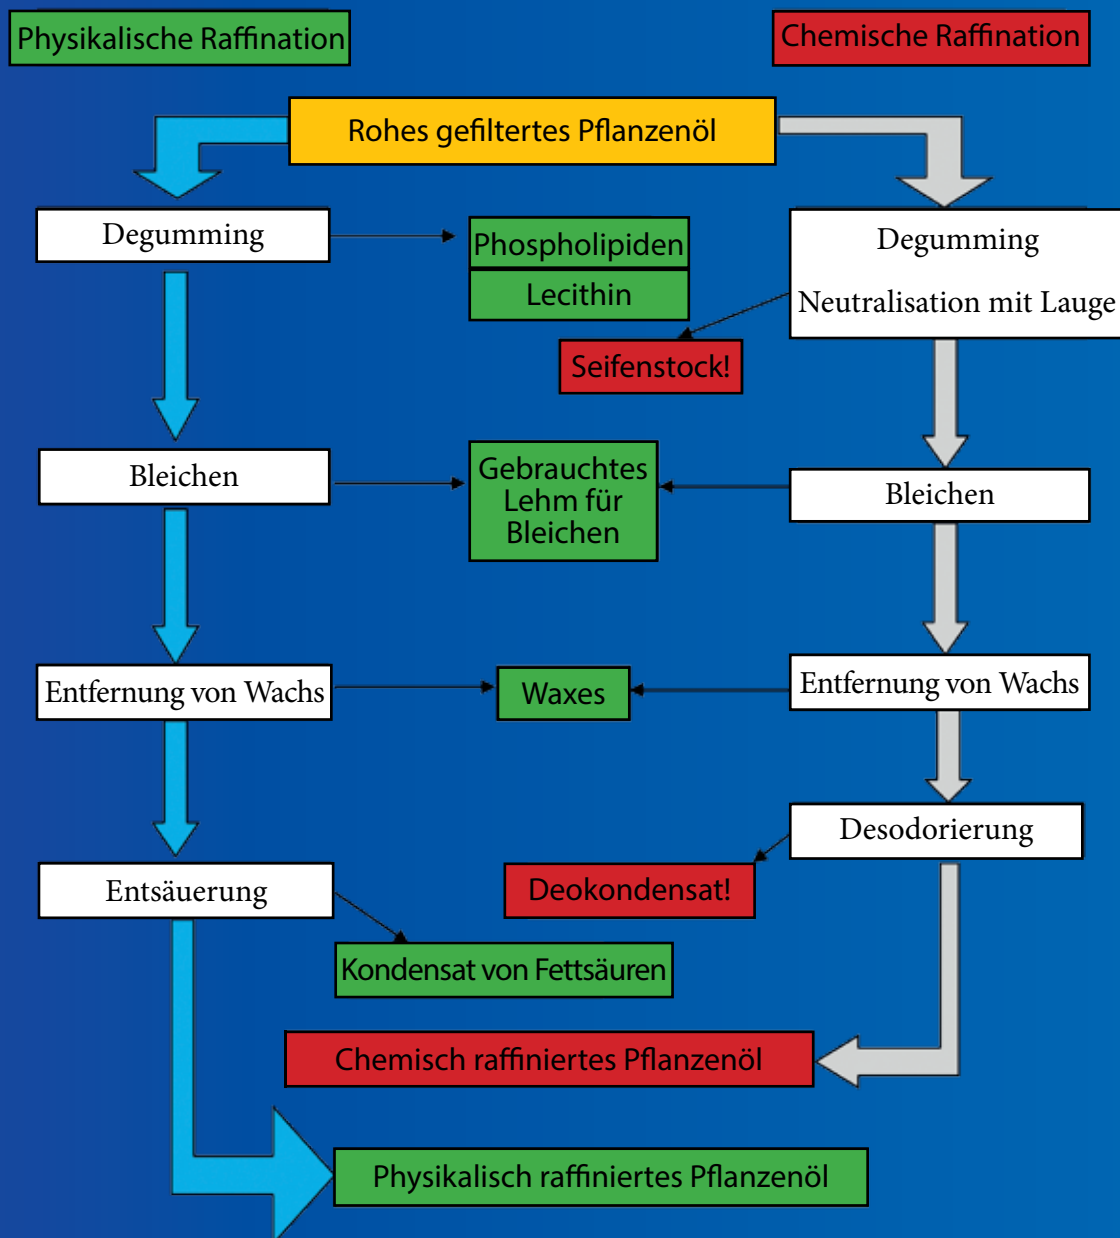 Physikalische Raffination
Chemische Raffination
Rohes gefiltertes Pflanzenöl
Degumming
Phospholipiden
Lecithin
Degumming
Neutralisation mit Lauge
Seifenstock!
Bleichen
Gebrauchtes
Lehm für
Bleichen
Bleichen
Entfernung von Wachs
Waxes
Entfernung von Wachs
Desodorierung
Entsäuerung
Deokondensat!
Kondensat von Fettsäuren
Chemisch raffiniertes Pflanzenöl
Physikalisch raffiniertes Pflanzenöl